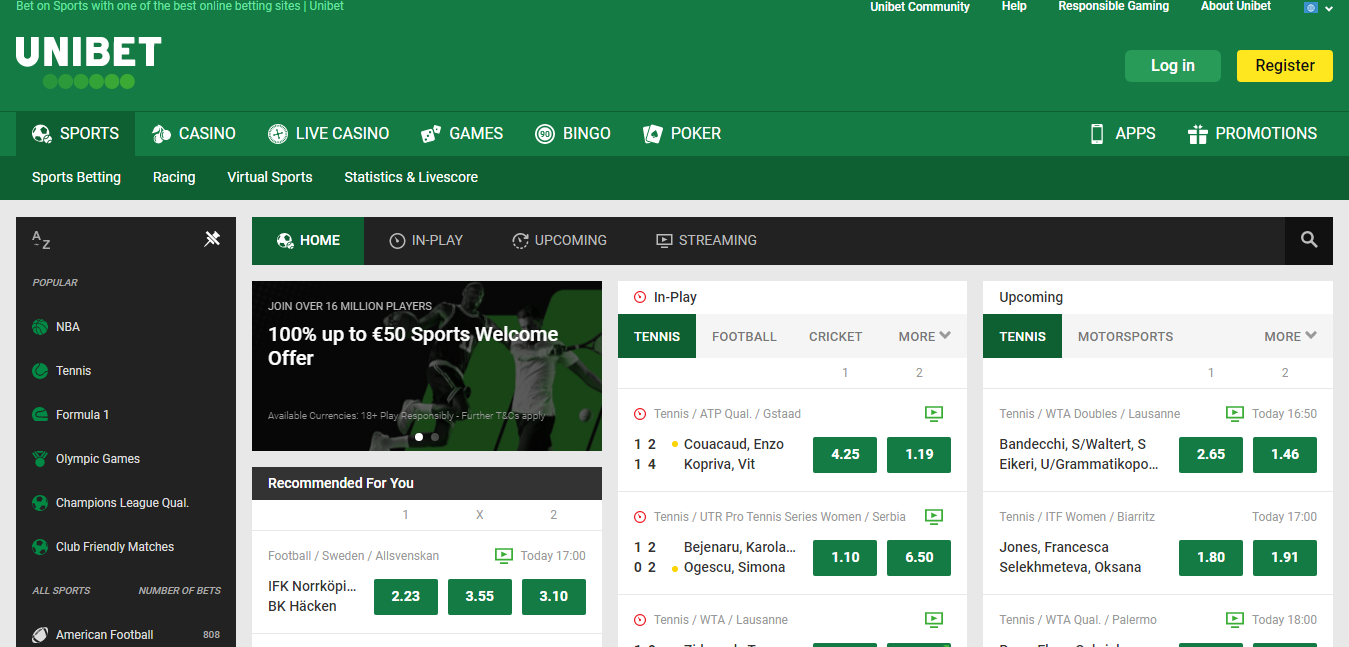 Bet on Sports with one of the best online betting sites | Unibet
Unibet Community Help Responsible Gaming About Unibet
UNIBET
Log in Register
SPORTS CASINO LIVE CASINO GAMES 90 BINGO POKER APPS PROMOTIONS
Sports Betting Racing Virtual Sports Statistics & Livescore
A-Z
POPULAR
NBA
Tennis
Formula 1
Olympic Games
Champions League Qual.
Club Friendly Matches
ALL SPORTS NUMBER OF BETS
American Football 808
HOME IN-PLAY UPCOMING STREAMING
JOIN OVER 16 MILLION PLAYERS
100% up to €50 Sports Welcome
Offer
Available Currencies: 18+ Play Responsibly - Further T&Cs apply
Recommended For You
1 X 2
Football / Sweden / Allsvenskan Today 17:00
IFK Norrköpi...
BK Häcken
2.23 3.55 3.10
In-Play
TENNIS FOOTBALL CRICKET MORE
1 2
Tennis / ATP Qual. / Gstaad
1 2 Couacaud, Enzo
1 4 Kopriva, Vit
4.25 1.19
Tennis / UTR Pro Tennis Series Women / Serbia
1 2 Bejenaru, Karola...
0 2 Ogescu, Simona
1.10 6.50
Tennis / WTA / Lausanne
Upcoming
TENNIS MOTORSPORTS MORE
1 2
Tennis / WTA Doubles / Lausanne Today 16:50
Bandecchi, S/Waltert, S
Eikeri, U/Grammatikopo...
2.65 1.46
Tennis / ITF Women / Biarritz Today 17:00
Jones, Francesca
Selekhmeteva, Oksana
1.80 1.91
Tennis / WTA Qual. / Palermo Today 18:00